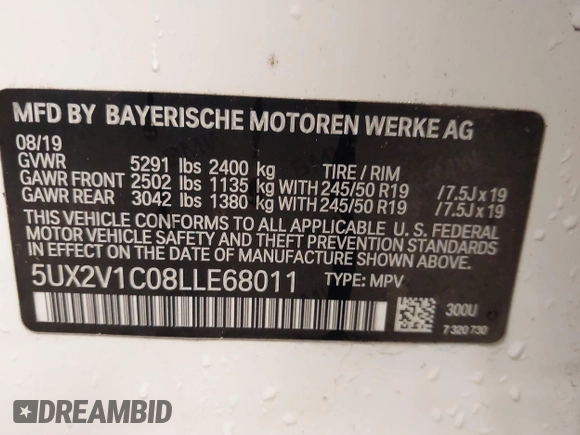 MFD BY BAYERISCHE MOTOREN WERKE AG
08/19
GVWR 5291 lbs 2400 kg TIRE / RIM
GAWR FRONT 2502 lbs 1135 kg WITH 245/50 R19 /7.5J x 19
GAWR REAR 3042 lbs 1380 kg WITH 245/50 R19 /7.5J x 19
THIS VEHICLE CONFORMS TO ALL APPLICABLE U. S. FEDERAL
MOTOR VEHICLE SAFETY AND THEFT PREVENTION STANDARDS
IN EFFECT ON THE DATE OF MANUFACTURE SHOWN ABOVE.
5UX2V1C08LLE68011 TYPE: MPV
300U
7 320 730
DREAMBID